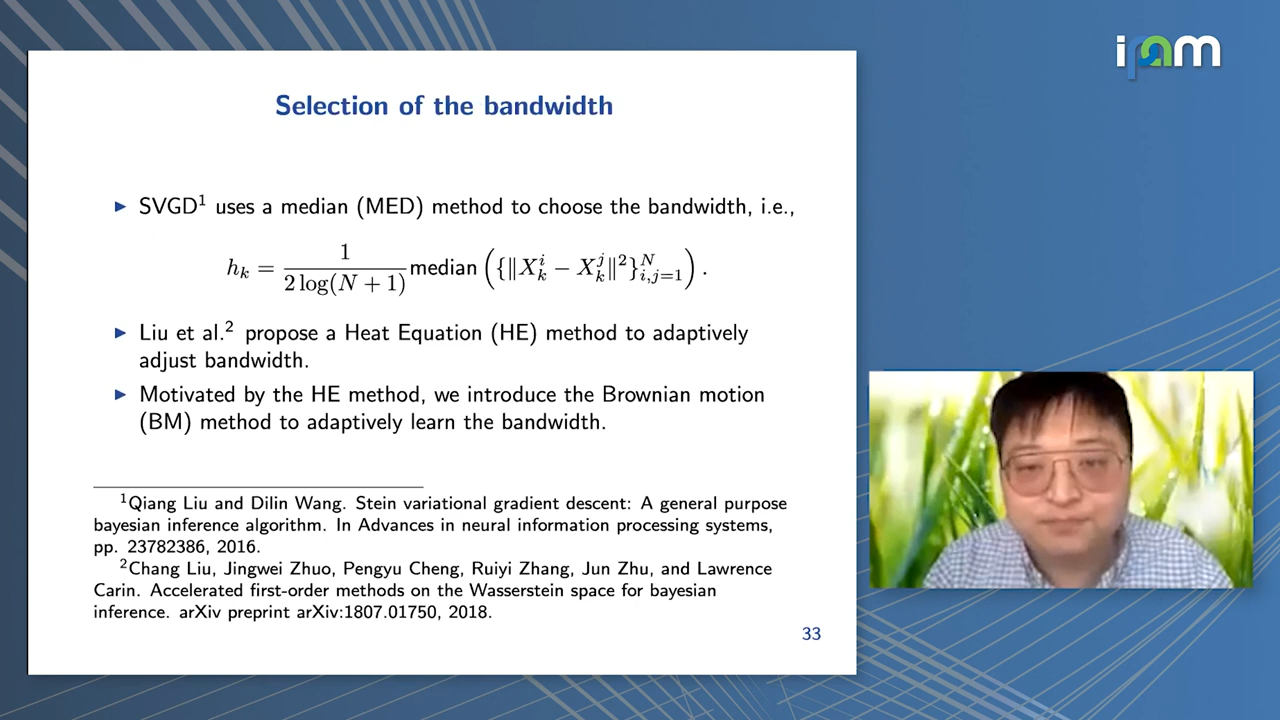 ipam
Selection of the bandwidth
▶ SVGD¹ uses a median (MED) method to choose the bandwidth, i.e.,
h_k = \frac{1}{2 \log(N + 1)} median ({‖X_k^i − X_k^j‖²}_{i,j=1}^N).
▶ Liu et al.² propose a Heat Equation (HE) method to adaptively
adjust bandwidth.
▶ Motivated by the HE method, we introduce the Brownian motion
(BM) method to adaptively learn the bandwidth.
¹Qiang Liu and Dilin Wang. Stein variational gradient descent: A general purpose
bayesian inference algorithm. In Advances in neural information processing systems,
pp. 23782386, 2016.
²Chang Liu, Jingwei Zhuo, Pengyu Cheng, Ruiyi Zhang, Jun Zhu, and Lawrence
Carin. Accelerated first-order methods on the Wasserstein space for bayesian
inference. arXiv preprint arXiv:1807.01750, 2018.
33